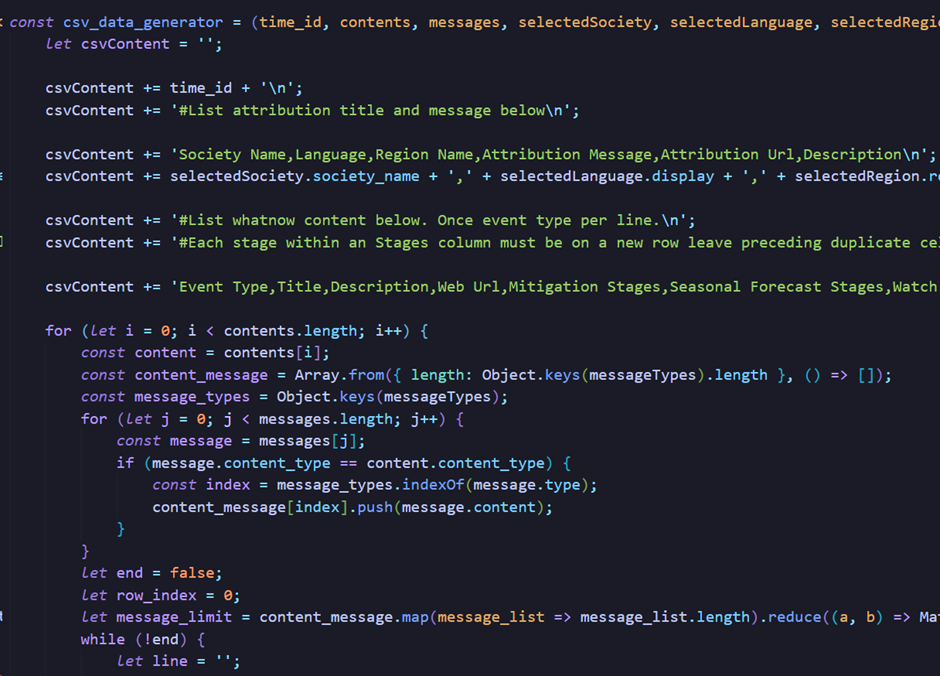 const csv_data_generator = (time_id, contents, messages, selectedSociety, selectedLanguage, selectedRegio
let csvContent = '';
csvContent += time_id + '\n';
csvContent += '#List attribution title and message below\n';
csvContent += 'Society Name,Language,Region Name,Attribution Message,Attribution Url,Description\n';
csvContent += selectedSociety.society_name + ',' + selectedLanguage.display + ',' + selectedRegion.re
csvContent += '#List whatnow content below. Once event type per line.\n';
csvContent += '#Each stage within an Stages column must be on a new row leave preceding duplicate cel
csvContent += 'Event Type,Title,Description,Web Url,Mitigation Stages,Seasonal Forecast Stages,Watch
for (let i = 0; i < contents.length; i++) {
const content = contents[i];
const content_message = Array.from({ length: Object.keys(messageTypes).length }, () => []);
const message_types = Object.keys(messageTypes);
for (let j = 0; j < messages.length; j++) {
const message = messages[j];
if (message.content_type == content.content_type) {
const index = message_types.indexOf(message.type);
content_message[index].push(message.content);
}
}
let end = false;
let row_index = 0;
let message_limit = content_message.map(message_list => message_list.length).reduce((a, b) => Mat
while (!end) {
let line = '';